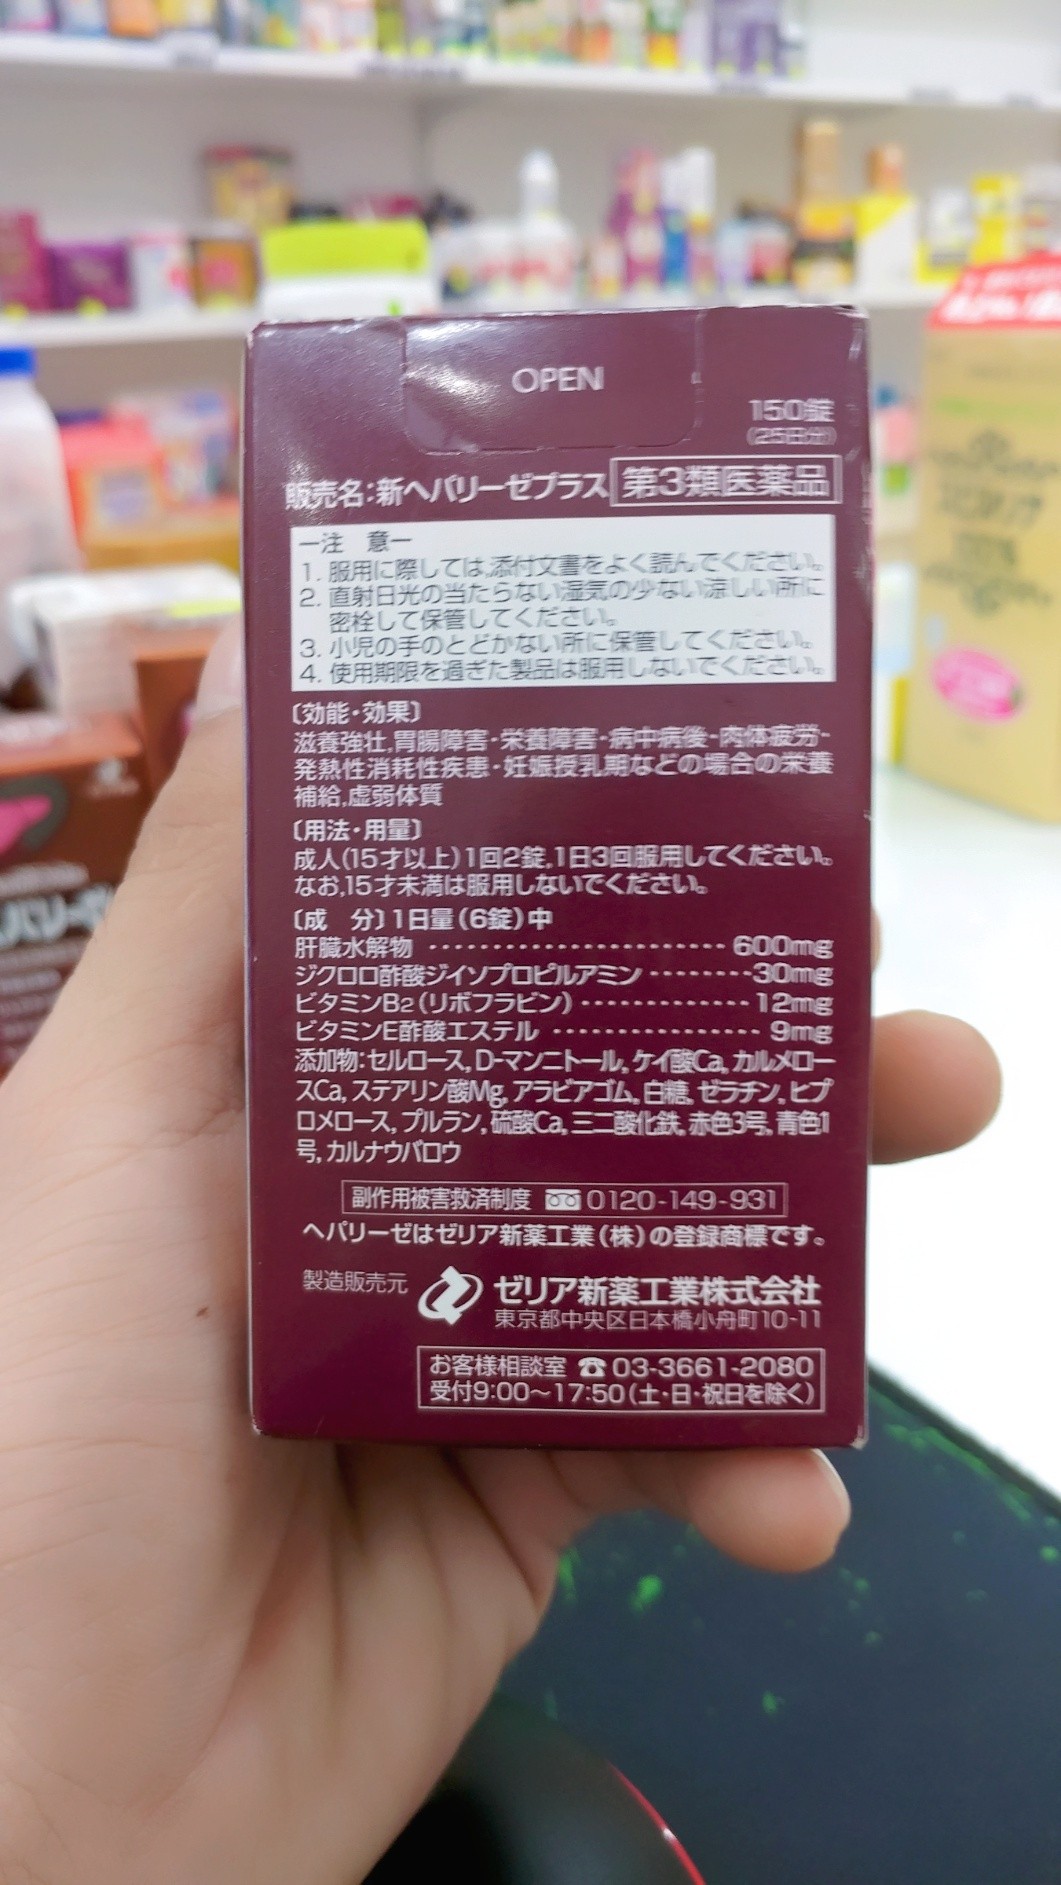 OPEN
150錠
(25日分)
販売名:新ヘパリーゼプラス 第3類医薬品
ー注 意ー
1. 服用に際しては,添付文書をよく読んでください。
2. 直射日光の当たらない湿気の少ない涼しい所に
密栓して保管してください。
3. 小児の手のとどかない所に保管してください。
4. 使用期限を過ぎた製品は服用しないでください。
〔効能・効果〕
滋養強壮,胃腸障害・栄養障害・病中病後・肉体疲労・
発熱性消耗性疾患・妊娠授乳期などの場合の栄養
補給,虚弱体質
〔用法・用量〕
成人(15才以上)1回2錠,1日3回服用してください。
なお,15才未満は服用しないでください。
〔成 分〕1日量(6錠)中
肝臓水解物 ························ 600mg
ジクロロ酢酸ジイソプロピルアミン ········· 30mg
ビタミンB2(リボフラビン) ·············· 12mg
ビタミンE酢酸エステル ················· 9mg
添加物:セルロース, D-マンニトール, ケイ酸Ca, カルメロー
スCa, ステアリン酸Mg, アラビアゴム, 白糖, ゼラチン, ヒプ
ロメロース, プルラン, 硫酸Ca, 三二酸化鉄, 赤色3号, 青色1
号, カルナウバロウ
副作用被害救済制度 0120-149-931
ヘパリーゼはゼリア新薬工業(株)の登録商標です。
製造販売元 ゼリア新薬工業株式会社
東京都中央区日本橋小舟町10-11
お客様相談室 ☎ 03-3661-2080
受付9:00〜17:50(土・日・祝日を除く)